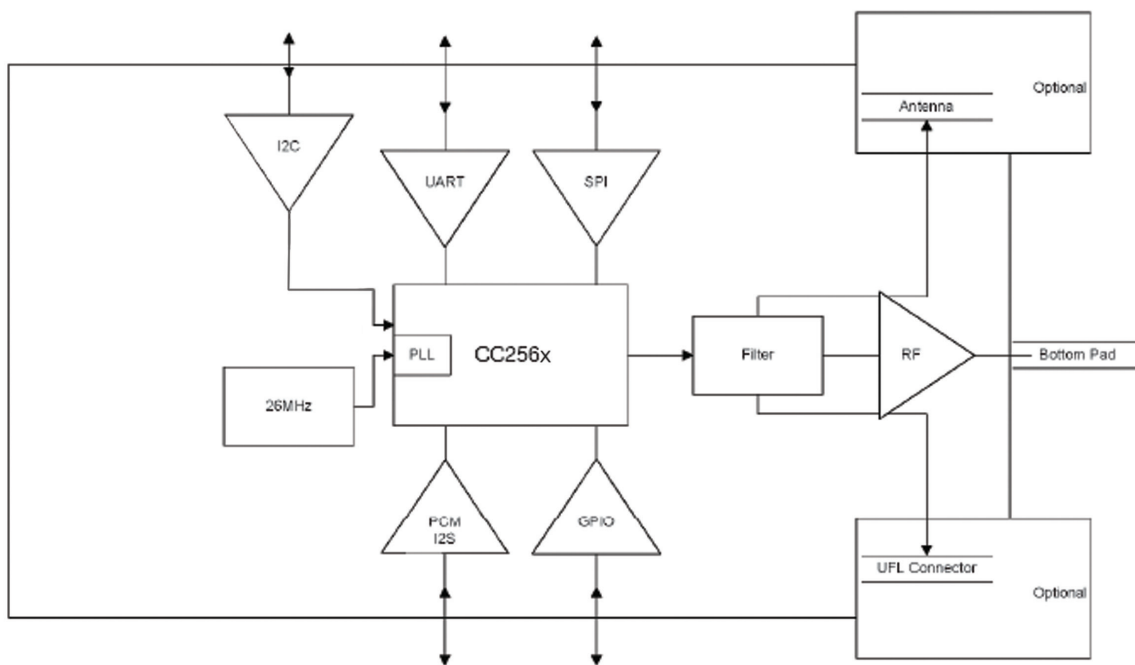 Optional
Antenna
I2C
UART
SPI
PLL
CC256x
Filter
RF
Bottom Pad
26MHz
PCM
I2S
GPIO
UFL Connector
Optional